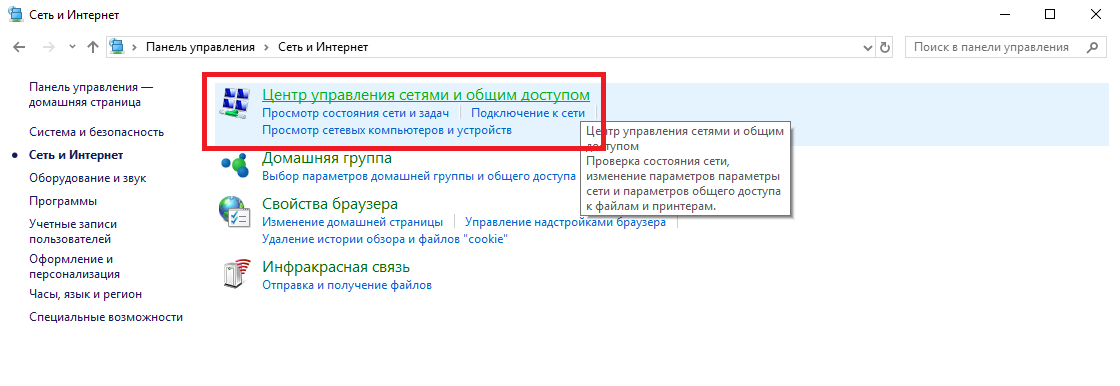 Сеть и Интернет
Панель управления
Сеть и Интернет
Поиск в панели управления
Панель управления —
домашняя страница
Система и безопасность
Сеть и Интернет
Оборудование и звук
Программы
Учетные записи
пользователей
Оформление и
персонализация
Часы, язык и регион
Специальные возможности
Центр управления сетями и общим доступом
Просмотр состояния сети и задач
Подключение к сети
Просмотр сетевых компьютеров и устройств
Центр управления сетями и общим
доступом
Проверка состояния сети,
изменение параметров параметры
сети и параметров общего доступа
к файлам и принтерам.
Домашняя группа
Выбор параметров домашней группы и общего доступа
Свойства браузера
Изменение домашней страницы
Управление надстройками браузера
Удаление истории обзора и файлов "cookie"
Инфракрасная связь
Отправка и получение файлов